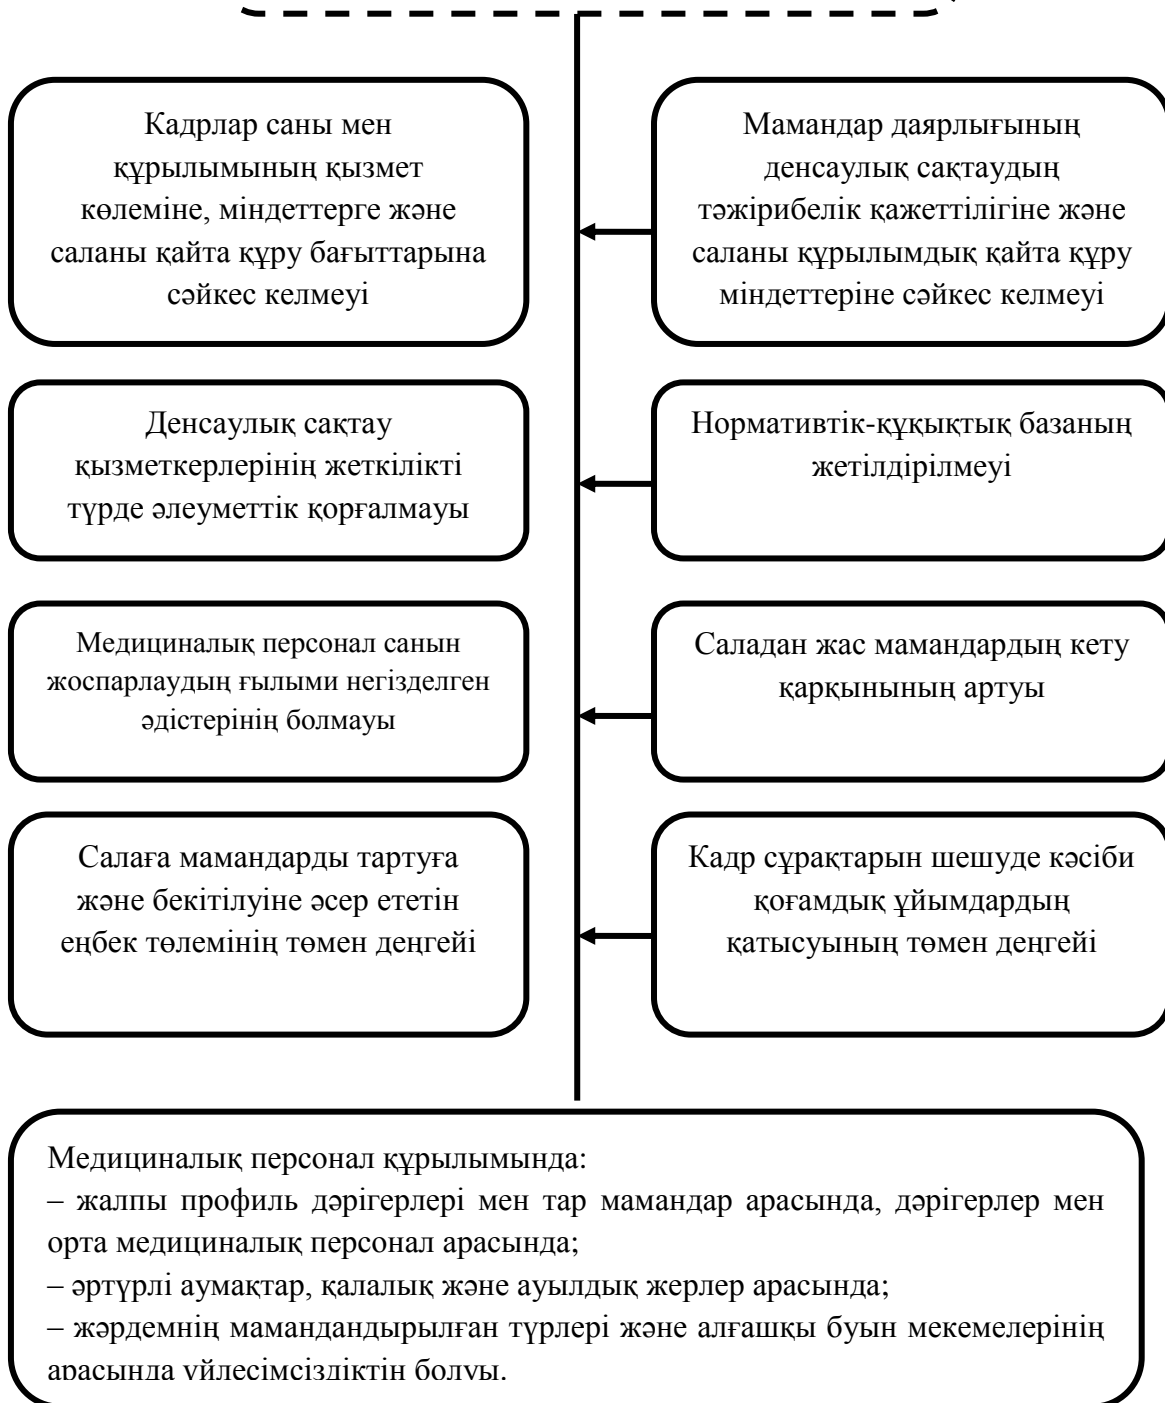 Кадрлар саны мен
құрылымының қызмет
көлеміне, міндеттерге және
саланы қайта құру бағыттарына
сәйкес келмеуі
Мамандар даярлығының
денсаулық сақтаудың
тәжірибелік қажеттілігіне және
саланы құрылымдық қайта құру
міндеттеріне сәйкес келмеуі
Денсаулық сақтау
қызметкерлерінің жеткілікті
түрде әлеуметтік қорғалмауы
Нормативтік-құқықтық базаның
жетілдірілмеуі
Медициналық персонал санын
жоспарлаудың ғылыми негізделген
әдістерінің болмауы
Саладан жас мамандардың кету
қарқынының артуы
Салаға мамандарды тартуға
және бекітілуіне әсер ететін
еңбек төлемінің төмен деңгейі
Кадр сұрақтарын шешуде кәсіби
қоғамдық ұйымдардың
қатысуының төмен деңгейі
Медициналық персонал құрылымында:
– жалпы профиль дәрігерлері мен тар мамандар арасында, дәрігерлер мен
орта медициналық персонал арасында;
– әртүрлі аумақтар, қалалық және ауылдық жерлер арасында;
– жәрдемнің мамандандырылған түрлері және алғашқы буын мекемелерінің
арасында үйлесімсіздіктің болуы.